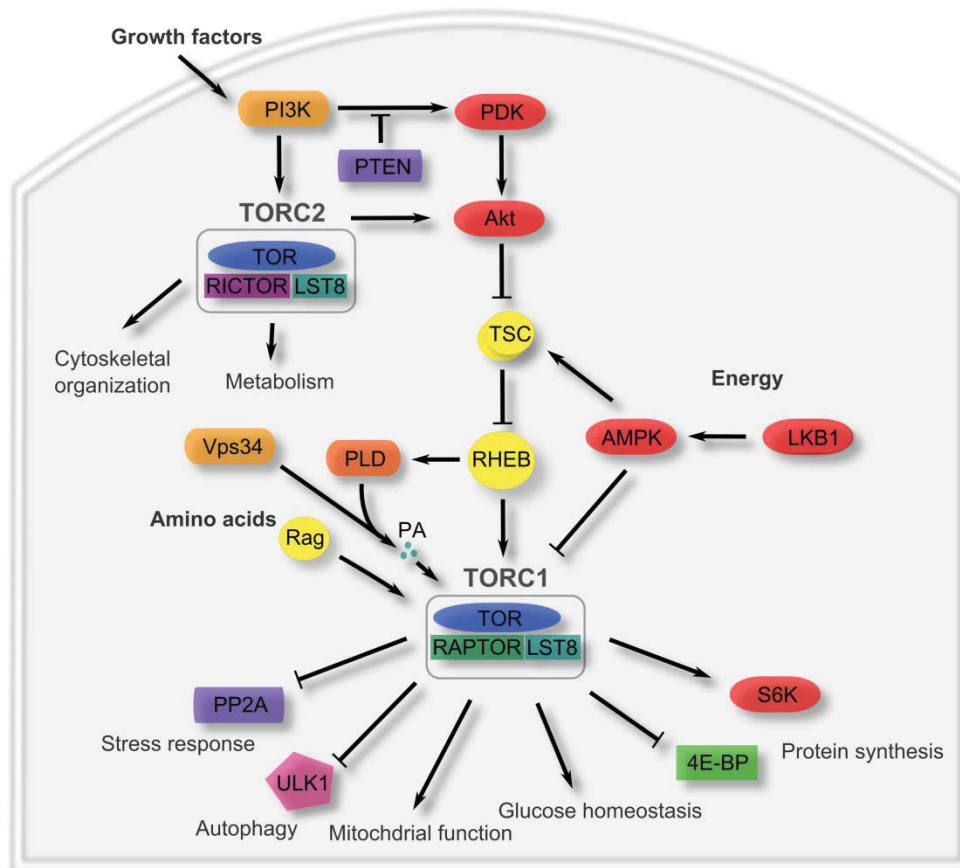 Growth factors
PI3K
PDK
PTEN
TORC2
Akt
TOR
RICTOR LST8
TSC
Cytoskeletal
organization
Metabolism
Energy
Vps34
PLD
RHEB
AMPK
LKB1
Amino acids
Rag
PA
TORC1
TOR
RAPTOR LST8
PP2A
S6K
Stress response
4E-BP
Protein synthesis
ULK1
Autophagy
Mitochdrial function
Glucose homeostasis